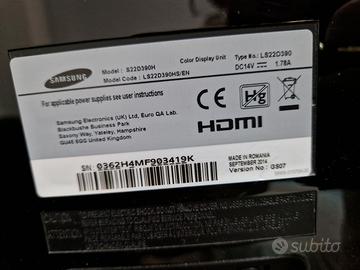 SAMSUNG
Model : S22D390H
Color Display Unit
Type No.: LS22D390
Model Code : LS22D390HS/EN
DC14V 1.78A
For applicable power supplies see user instructions
Samsung Electronics (UK) Ltd, Euro QA Lab.
Blackbushe Business Park
Saxony Way, Yateley, Hampshire
GU46 6GG United Kingdom
CE
Hg
HDMI
S/N 0362H4MF903419K
MADE IN ROMANIA
SEPTEMBER 2014
Version No.: GS07
subito